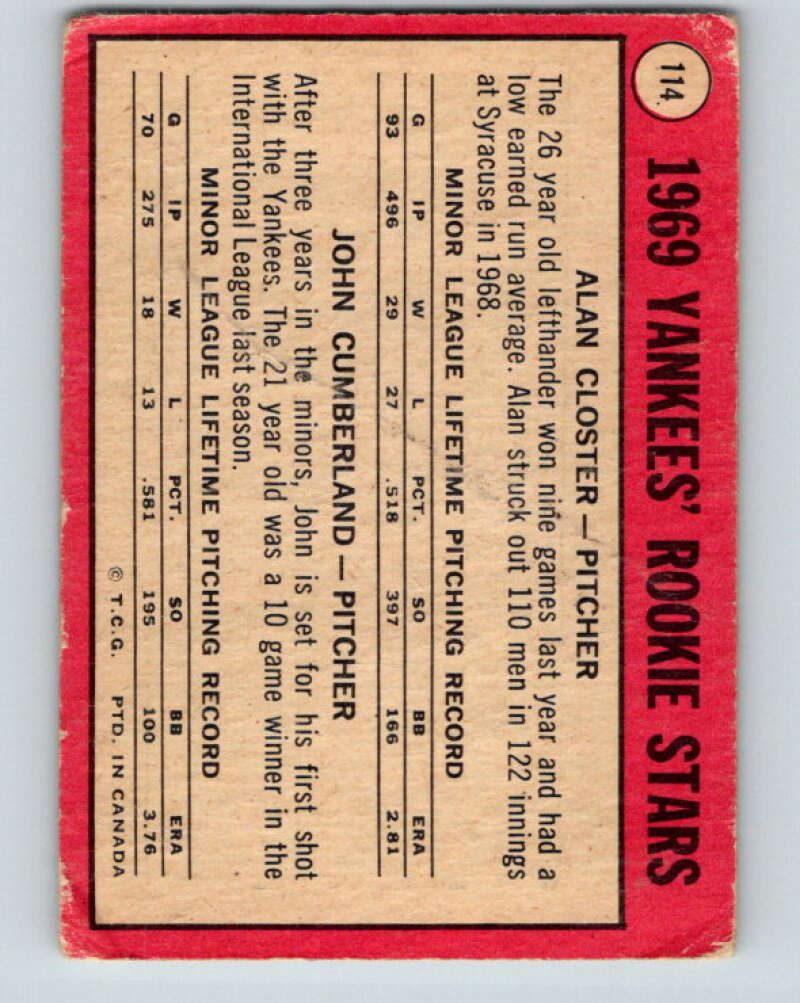 114
1969 YANKEES' ROOKIE STARS
ALAN CLOSTER — PITCHER
The 26 year old lefthander won nine games last year and had a
low earned run average. Alan struck out 110 men in 122 innings
at Syracuse in 1968.
MINOR LEAGUE LIFETIME PITCHING RECORD
G IP W L PCT. SO BB ERA
93 496 29 27 .518 397 166 2.81
JOHN CUMBERLAND — PITCHER
After three years in the minors, John is set for his first shot
with the Yankees. The 21 year old was a 10 game winner in the
International League last season.
MINOR LEAGUE LIFETIME PITCHING RECORD
G IP W L PCT. SO BB ERA
70 275 18 13 .581 195 100 3.76
© T.C.G. PTD. IN CANADA